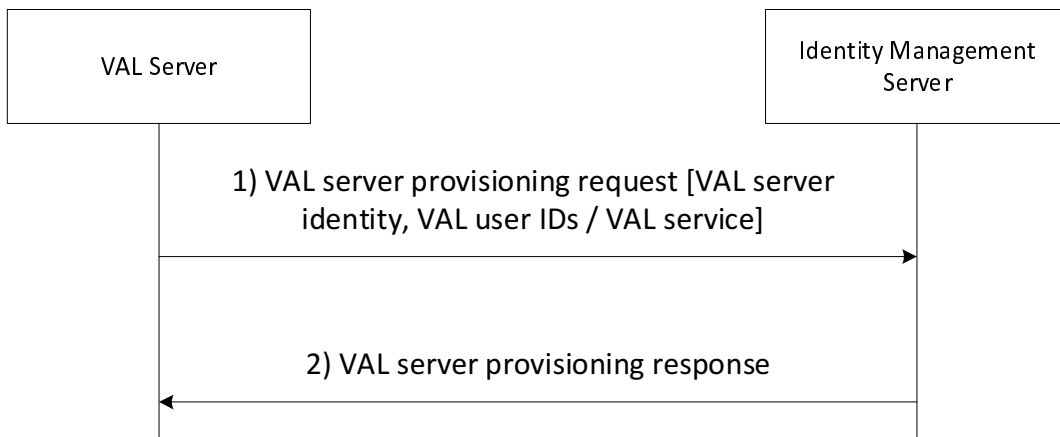 VAL Server
Identity Management
Server
1) VAL server provisioning request [VAL server
identity, VAL user IDs / VAL service]
2) VAL server provisioning response